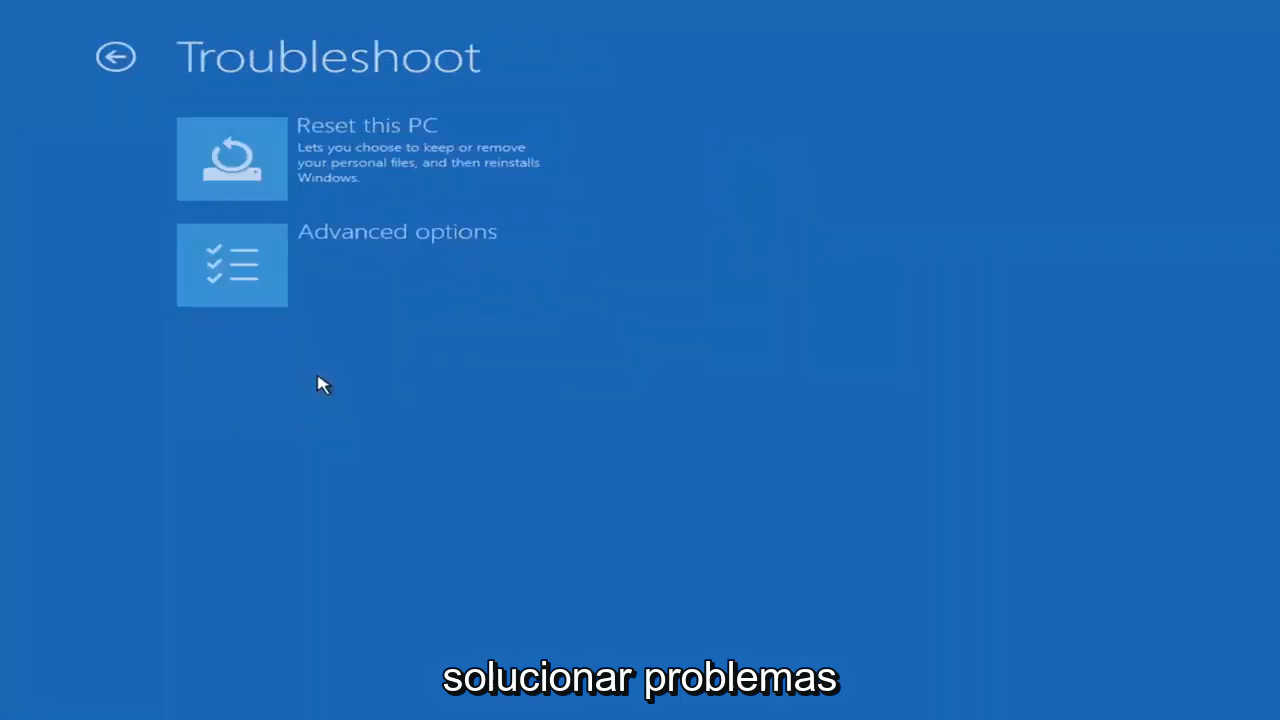 Troubleshoot
Reset this PC
Lets you choose to keep or remove
your personal files, and then reinstalls
Windows.
Advanced options
solucionar problemas